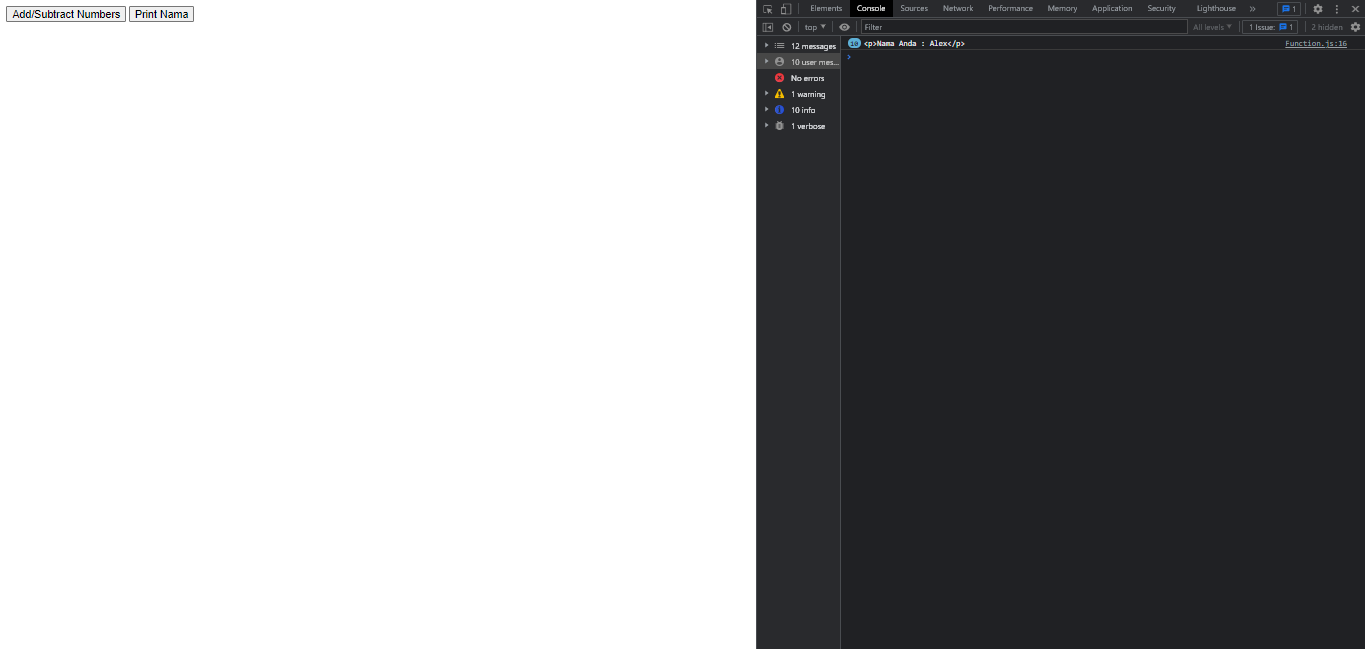 Add/Subtract Numbers Print Nama
Elements Console Sources Network Performance Memory Application Security Lighthouse » 1
top ▼ Filter All levels ▼ 1 Issue: 1 2 hidden
12 messages
10 user mes...
No errors
1 warning
10 info
1 verbose
10 <p>Nama Anda : Alex</p> Function.js:16